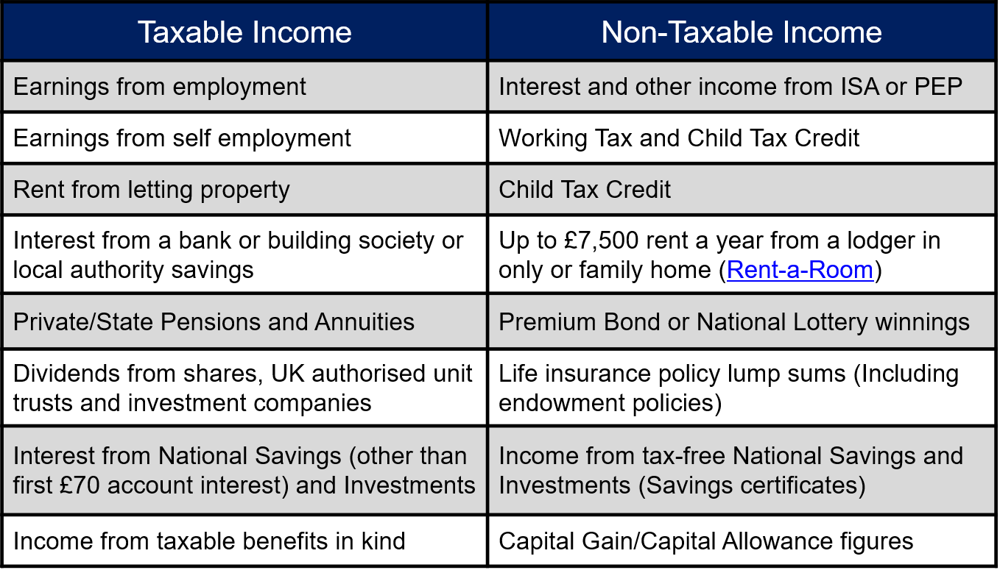 Taxable Income
Non-Taxable Income
Earnings from employment
Interest and other income from ISA or PEP
Earnings from self employment
Working Tax and Child Tax Credit
Rent from letting property
Child Tax Credit
Interest from a bank or building society or
local authority savings
Up to £7,500 rent a year from a lodger in
only or family home (Rent-a-Room)
Private/State Pensions and Annuities
Premium Bond or National Lottery winnings
Dividends from shares, UK authorised unit
trusts and investment companies
Life insurance policy lump sums (Including
endowment policies)
Interest from National Savings (other than
first £70 account interest) and Investments
Income from tax-free National Savings and
Investments (Savings certificates)
Income from taxable benefits in kind
Capital Gain/Capital Allowance figures